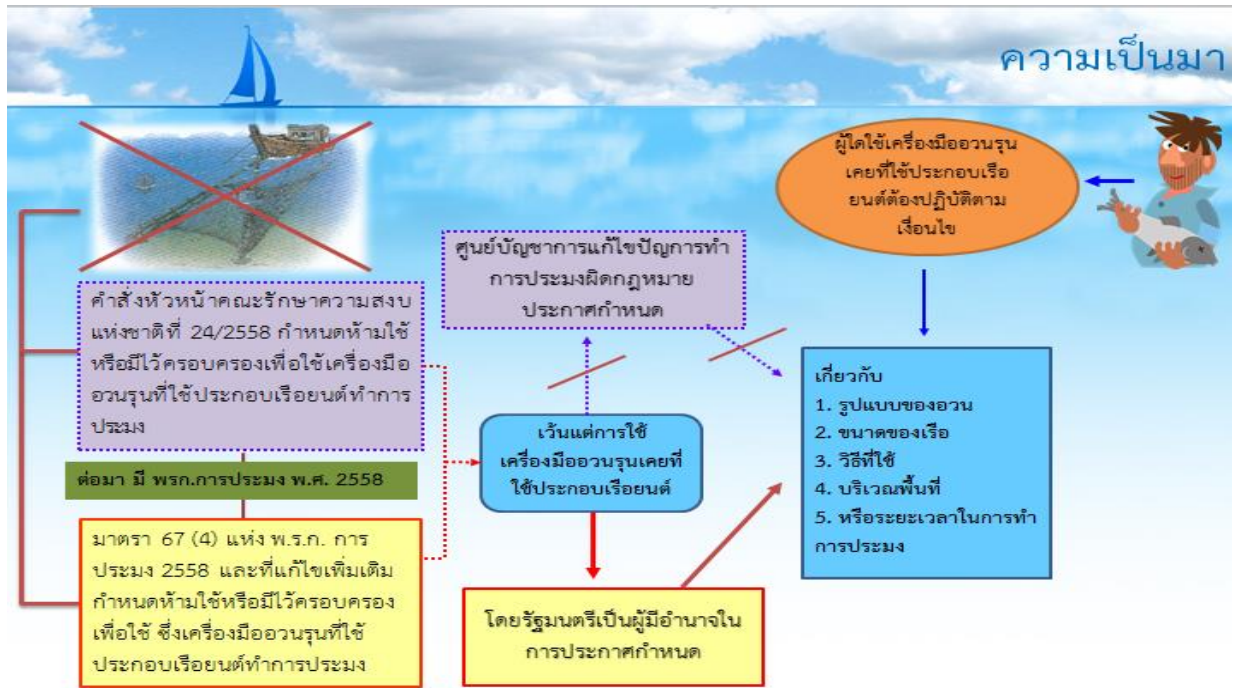 ความเป็นมา
ผู้ใดใช้เครื่องมืออวนรุน
เคยที่ใช้ประกอบเรือ
ยนต์ต้องปฏิบัติตาม
เงื่อนไข
ศูนย์บัญชาการแก้ไขปัญการทำ
การประมงผิดกฎหมาย
ประกาศกำหนด
คำสั่งหัวหน้าคณะรักษาความสงบ
แห่งชาติที่ 24/2558 กำหนดห้ามใช้
หรือมีไว้ครอบครองเพื่อใช้เครื่องมือ
อวนรุนที่ใช้ประกอบเรือยนต์ทำการ
ประมง
ต่อมา มี พรก.การประมง พ.ศ. 2558
มาตรา 67 (4) แห่ง พ.ร.ก. การ
ประมง 2558 และที่แก้ไขเพิ่มเติม
กำหนดห้ามใช้หรือมีไว้ครอบครอง
เพื่อใช้ ซึ่งเครื่องมืออวนรุนที่ใช้
ประกอบเรือยนต์ทำการประมง
เว้นแต่การใช้
เครื่องมืออวนรุนเคยที่
ใช้ประกอบเรือยนต์
โดยรัฐมนตรีเป็นผู้มีอำนาจใน
การประกาศกำหนด
เกี่ยวกับ
1. รูปแบบของอวน
2. ขนาดของเรือ
3. วิธีที่ใช้
4. บริเวณพื้นที่
5. หรือระยะเวลาในการทำ
การประมง